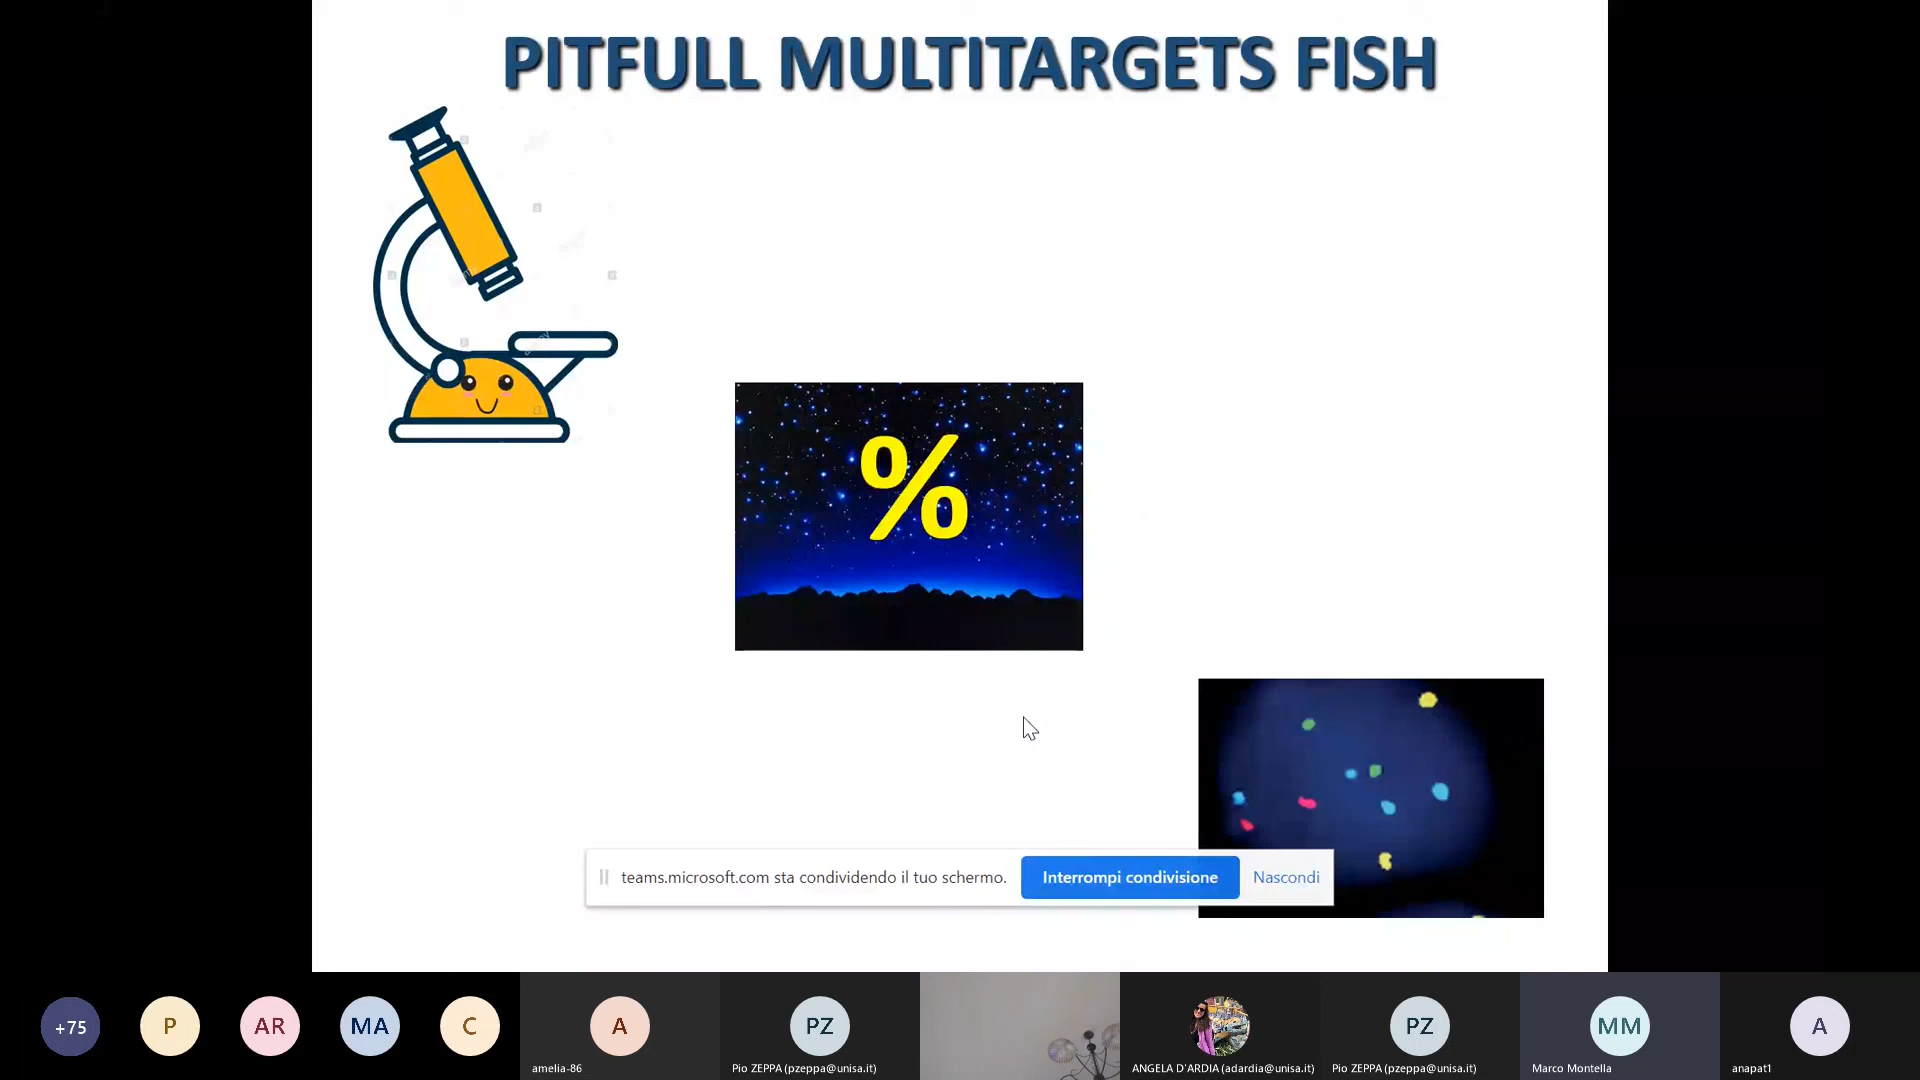 PITFULL MULTITARGETS FISH
%
teams.microsoft.com sta condividendo il tuo schermo.
Interrompi condivisione
Nascondi
+75
P
AR
MA
C
A
amelia-86
PZ
Pio ZEPPA (pzeppa@unisa.it)
ANGELA D'ARDIA (adardia@unisa.it)
PZ
Pio ZEPPA (pzeppa@unisa.it)
MM
Marco Montella
A
anapat1